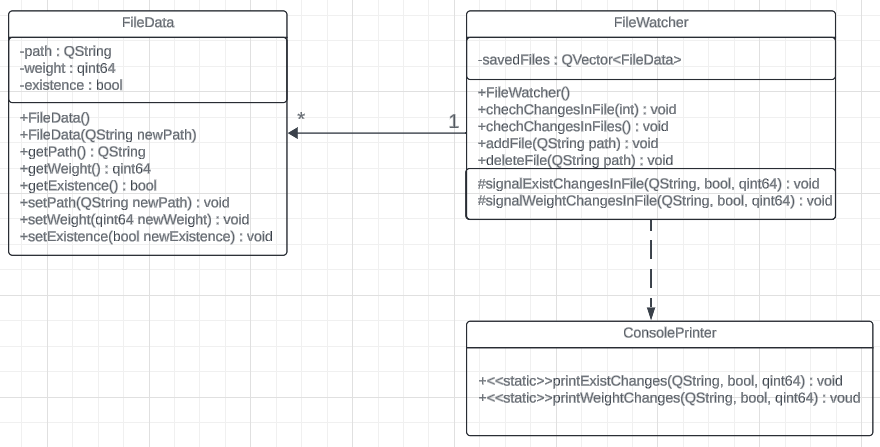 FileData
-path : QString
-weight : qint64
-existence : bool
+FileData()
+FileData(QString newPath)
+getPath() : QString
+getWeight() : qint64
+getExistence() : bool
+setPath(QString newPath) : void
+setWeight(qint64 newWeight) : void
+setExistence(bool newExistence) : void
*
1
FileWatcher
-savedFiles : QVector<FileData>
+FileWatcher()
+chechChangesInFile(int) : void
+chechChangesInFiles() : void
+addFile(QString path) : void
+deleteFile(QString path) : void
#signalExistChangesInFile(QString, bool, qint64) : void
#signalWeightChangesInFile(QString, bool, qint64) : void
ConsolePrinter
+<<static>>printExistChanges(QString, bool, qint64) : void
+<<static>>printWeightChanges(QString, bool, qint64) : voud